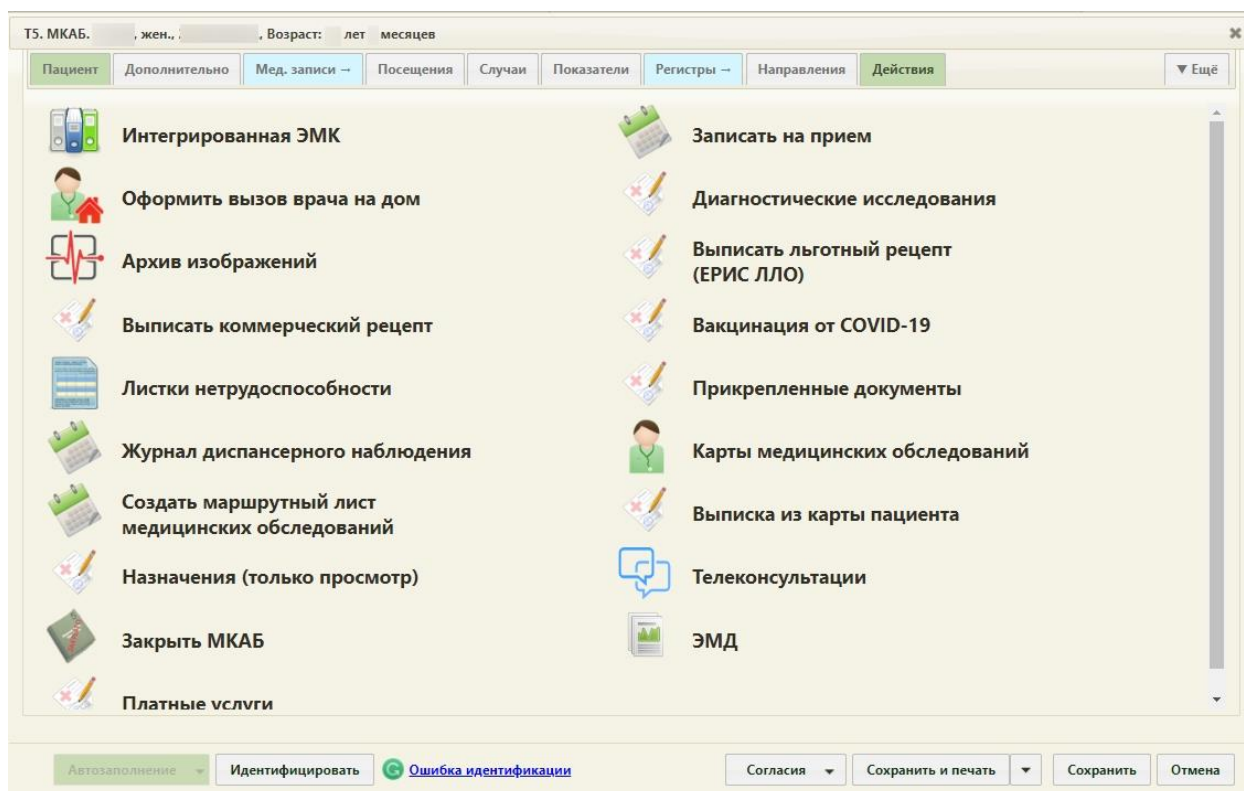 Т5. МКАБ. , жен., , Возраст: лет месяцев
Пациент Дополнительно Мед. записи → Посещения Случаи Показатели Регистры → Направления Действия ▼ Ещё
Интегрированная ЭМК
Записать на прием
Оформить вызов врача на дом
Диагностические исследования
Архив изображений
Выписать льготный рецепт
(ЕРИС ЛЛО)
Выписать коммерческий рецепт
Вакцинация от COVID-19
Листки нетрудоспособности
Прикрепленные документы
Журнал диспансерного наблюдения
Карты медицинских обследований
Создать маршрутный лист
медицинских обследований
Выписка из карты пациента
Назначения (только просмотр)
Телеконсультации
Закрыть МКАБ
ЭМД
Платные услуги
Автозаполнение Идентифицировать Ошибка идентификации Согласия Сохранить и печать Сохранить Отмена